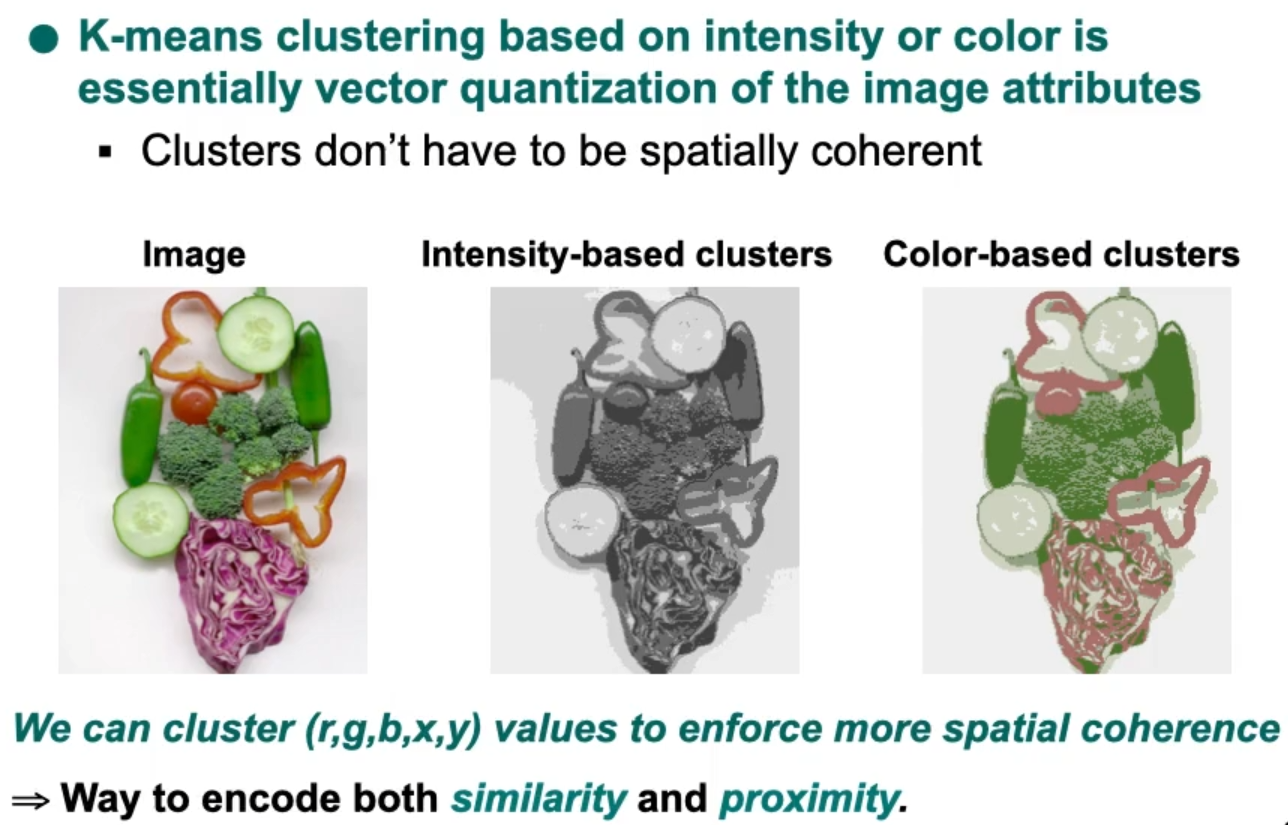 ● K-means clustering based on intensity or color is
essentially vector quantization of the image attributes
▪ Clusters don't have to be spatially coherent
Image
Intensity-based clusters
Color-based clusters
We can cluster (r,g,b,x,y) values to enforce more spatial coherence
⇒ Way to encode both similarity and proximity.